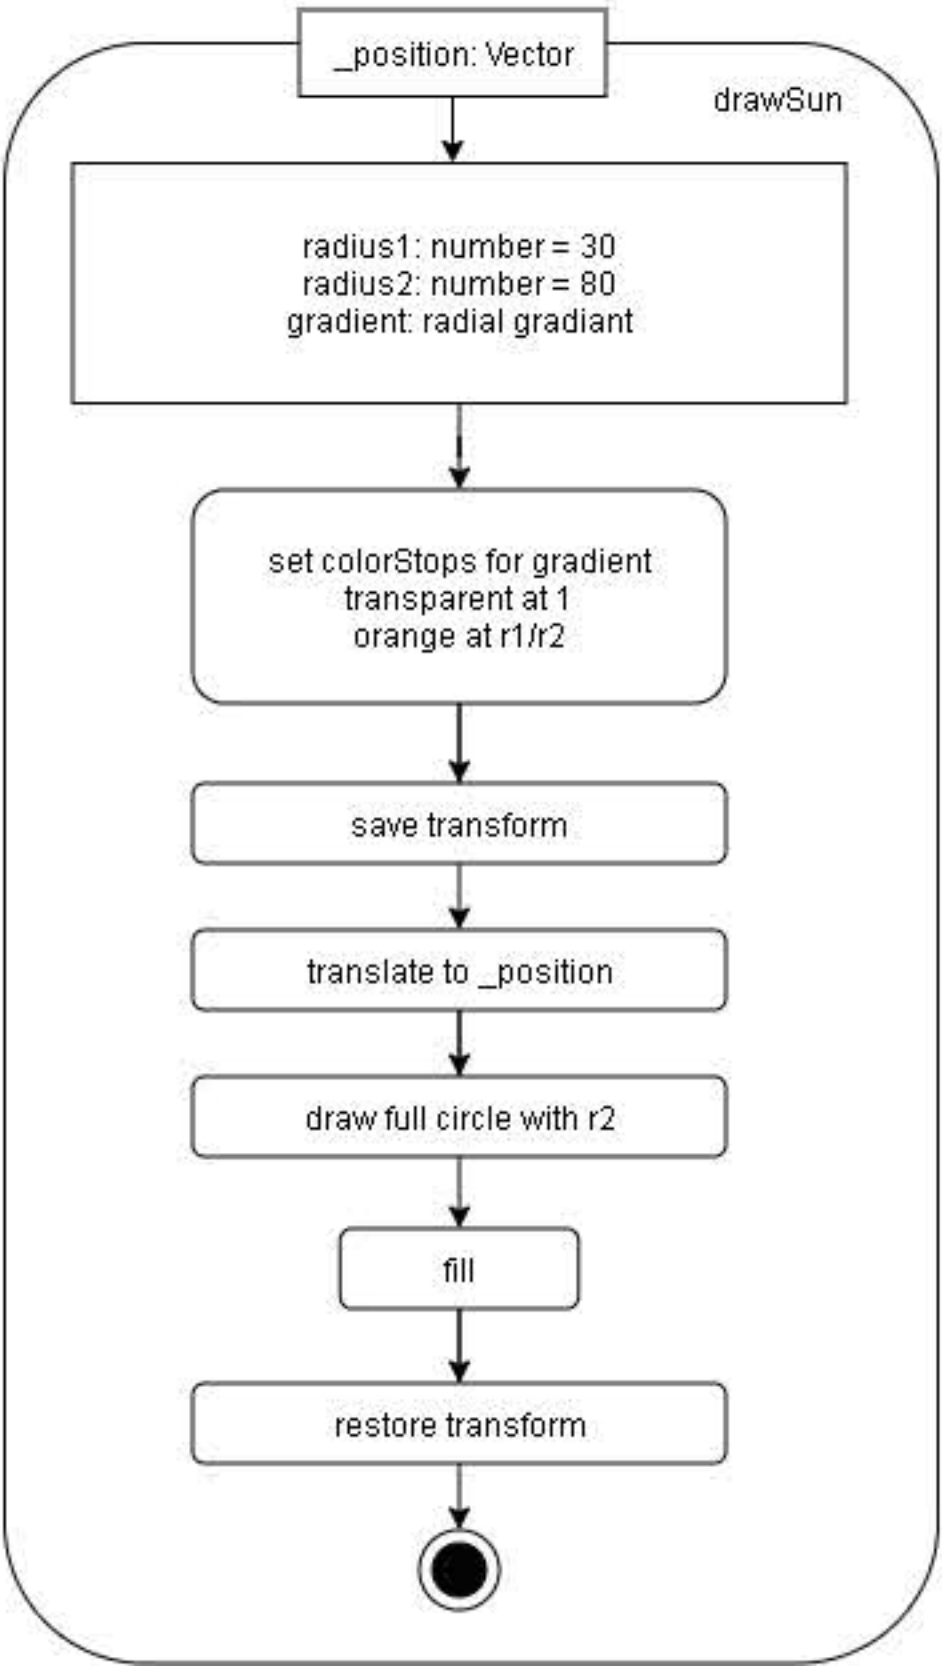 _position: Vector
drawSun
radius1: number = 30
radius2: number = 80
gradient: radial gradiant
set colorStops for gradient
transparent at 1
orange at r1/r2
save transform
translate to _position
draw full circle with r2
fill
restore transform